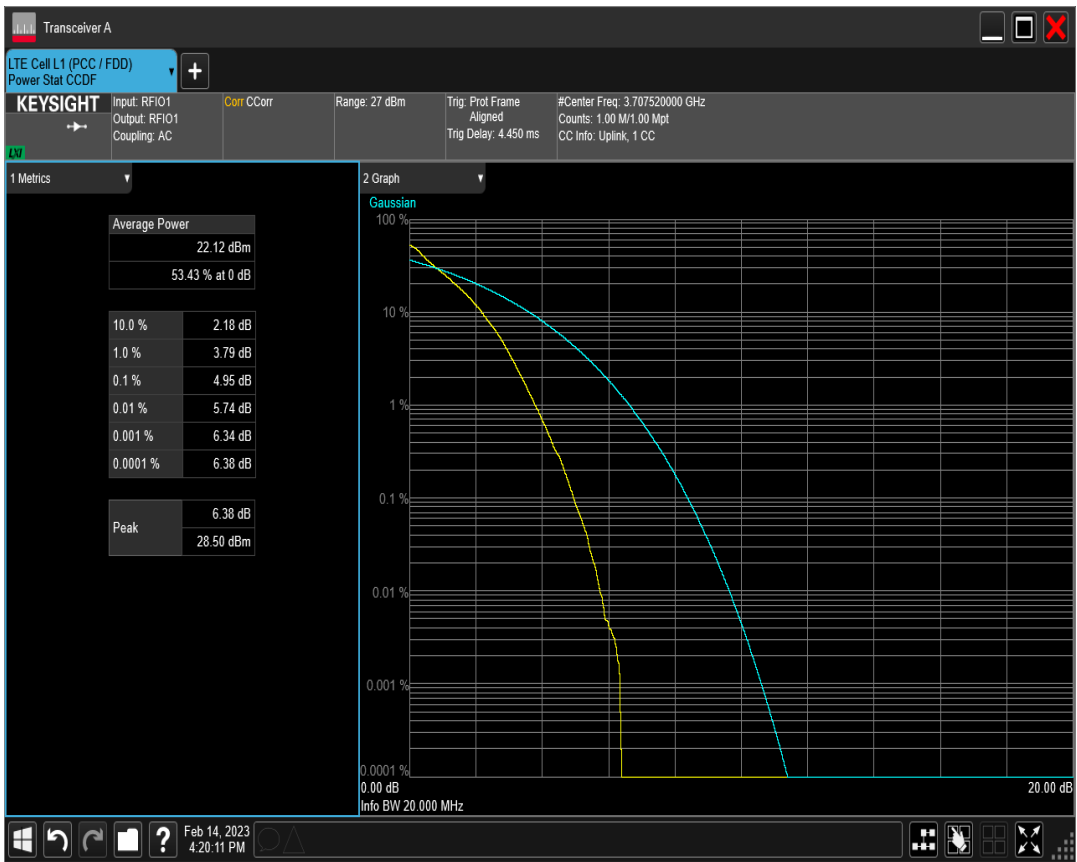 Transceiver A
LTE Cell L1 (PCC / FDD)
Power Stat CCDF
KEYSIGHT
LXI
Input: RFIO1
Output: RFIO1
Coupling: AC
Corr CCorr
Range: 27 dBm
Trig: Prot Frame
Aligned
Trig Delay: 4.450 ms
#Center Freq: 3.707520000 GHz
Counts: 1.00 M/1.00 Mpt
CC Info: Uplink, 1 CC
1 Metrics
Average Power
22.12 dBm
53.43 % at 0 dB
10.0 % 2.18 dB
1.0 % 3.79 dB
0.1 % 4.95 dB
0.01 % 5.74 dB
0.001 % 6.34 dB
0.0001 % 6.38 dB
Peak
6.38 dB
28.50 dBm
2 Graph
Gaussian
100 %
10 %
1 %
0.1 %
0.01 %
0.001 %
0.0001 %
0.00 dB 20.00 dB
Info BW 20.000 MHz
?
Feb 14, 2023
4:20:11 PM